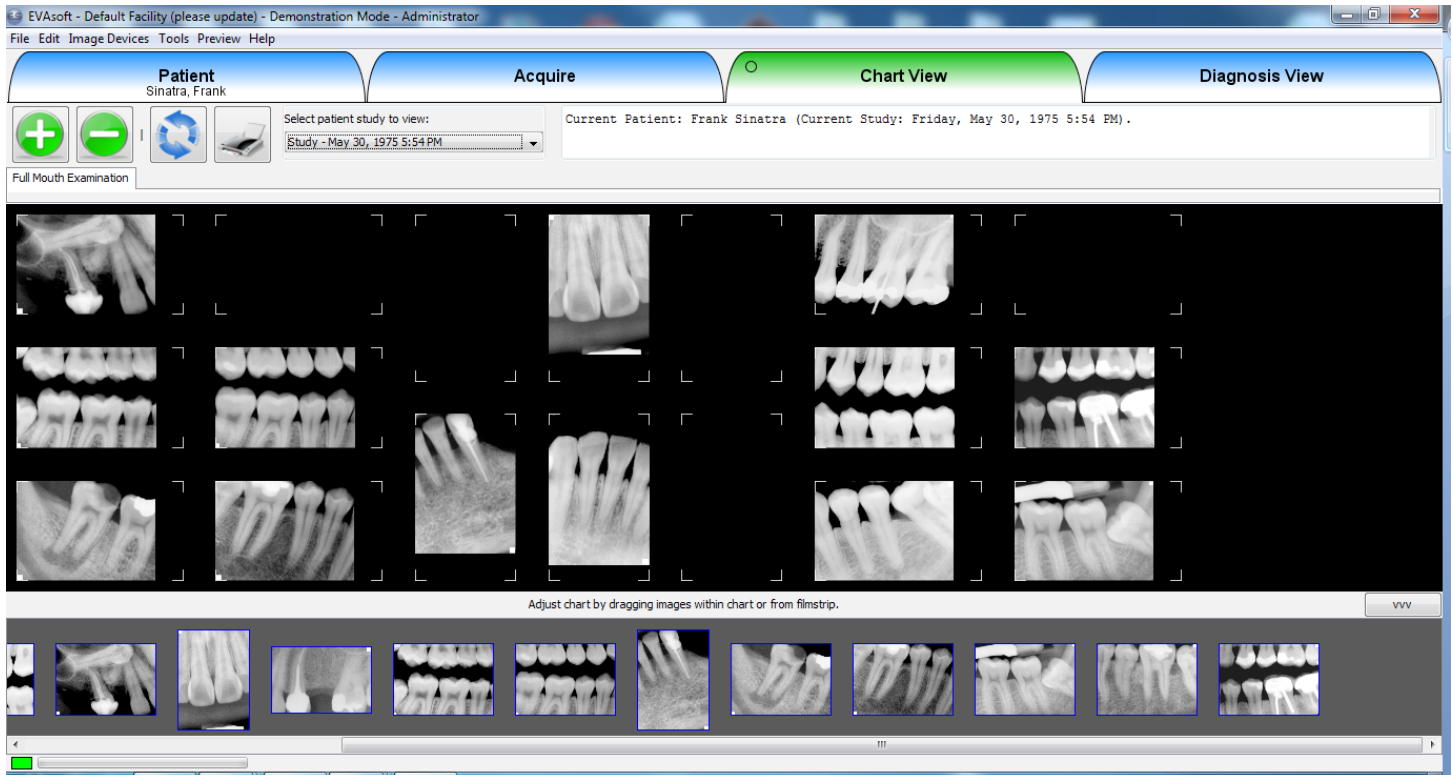 EVAsoft - Default Facility (please update) - Demonstration Mode - Administrator
File Edit Image Devices Tools Preview Help
Patient
Sinatra, Frank
Acquire
Chart View
Diagnosis View
Select patient study to view:
Study - May 30, 1975 5:54 PM
Current Patient: Frank Sinatra (Current Study: Friday, May 30, 1975 5:54 PM).
Full Mouth Examination
Adjust chart by dragging images within chart or from filmstrip.
vvv